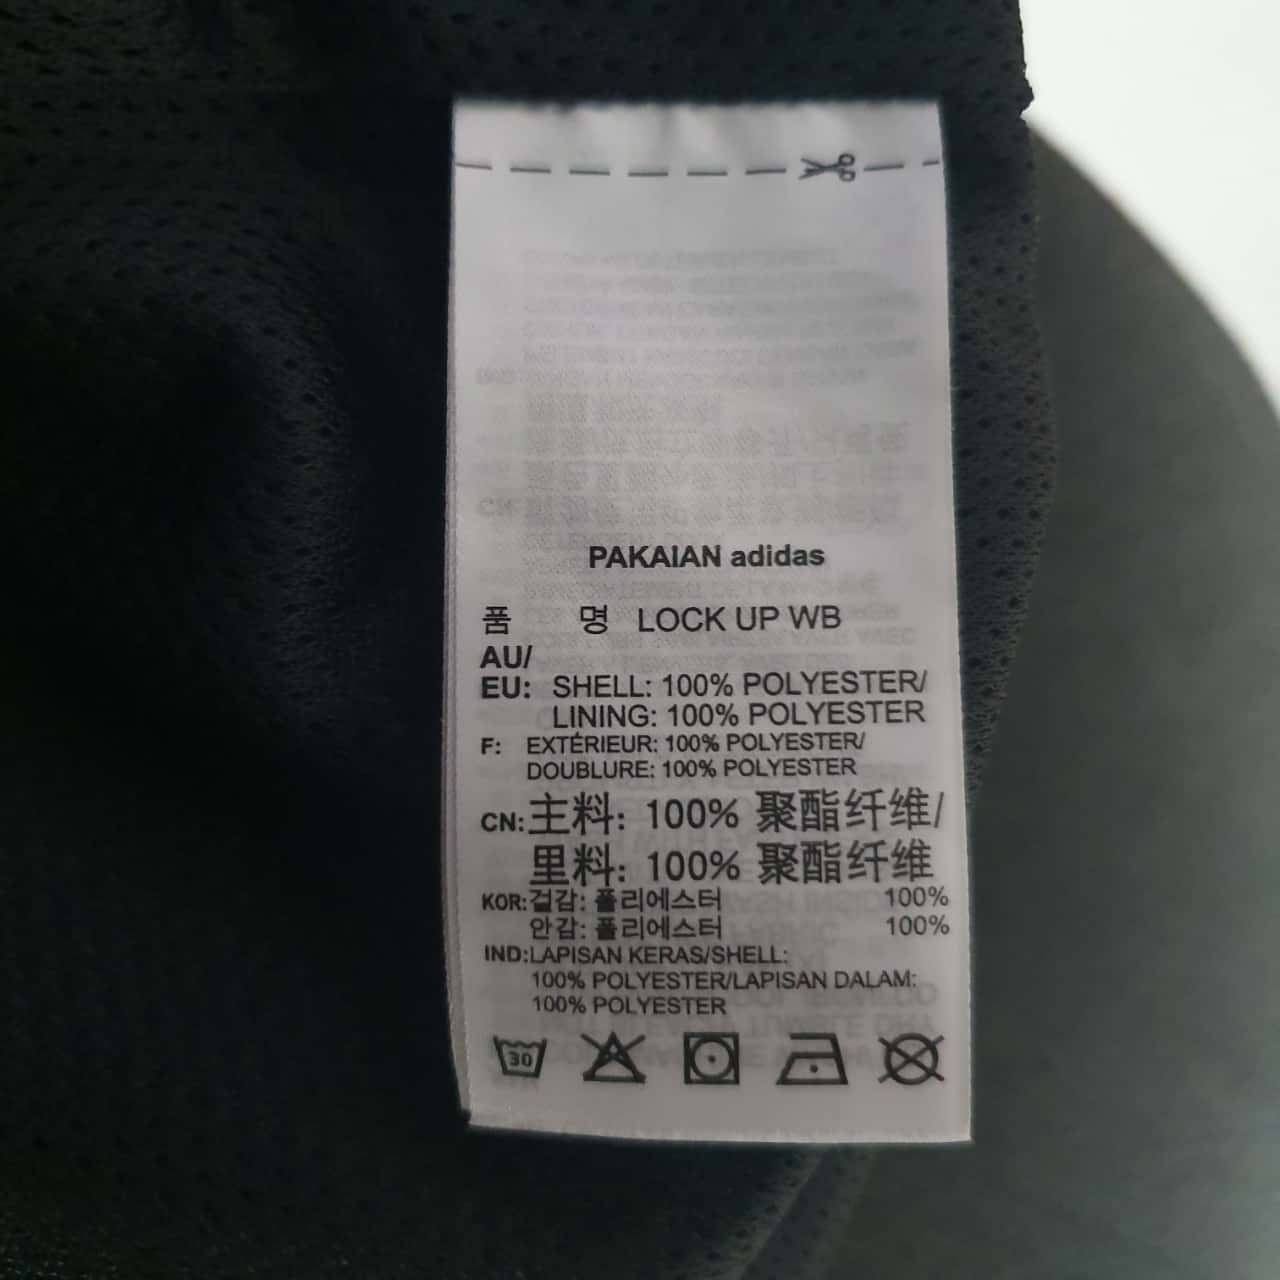 PAKAIAN adidas
품 명 LOCK UP WB
AU/
EU: SHELL: 100% POLYESTER/
LINING: 100% POLYESTER
F: EXTÉRIEUR: 100% POLYESTER/
DOUBLURE: 100% POLYESTER
CN: 主料: 100% 聚酯纤维/
里料: 100% 聚酯纤维
KOR: 겉감: 폴리에스터 100%
안감: 폴리에스터 100%
IND: LAPISAN KERAS/SHELL:
100% POLYESTER/LAPISAN DALAM:
100% POLYESTER
30